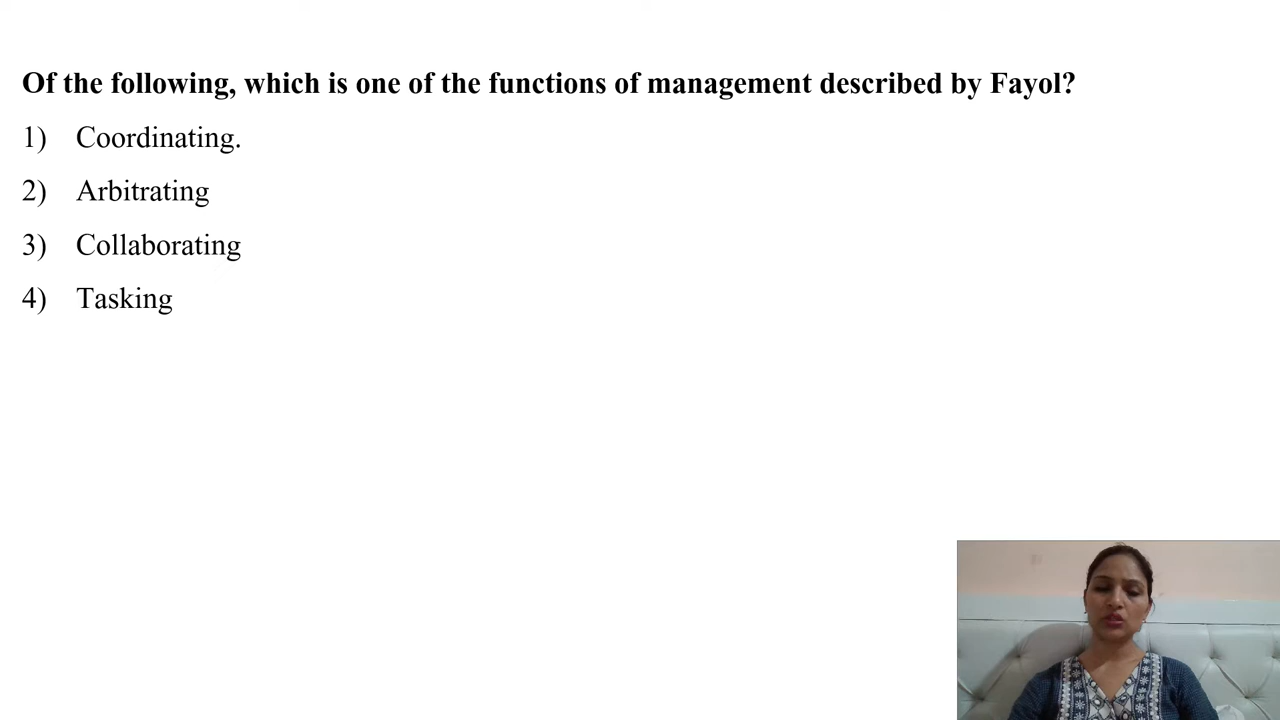 Of the following, which is one of the functions of management described by Fayol?
1) Coordinating.
2) Arbitrating
3) Collaborating
4) Tasking